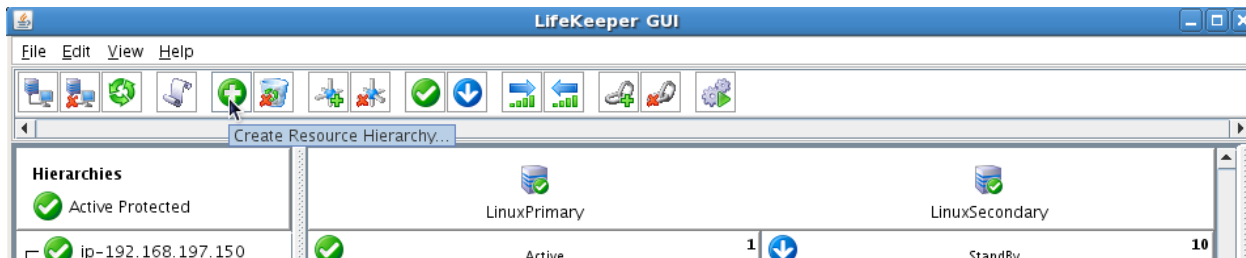 LifeKeeper GUI
File Edit View Help
Create Resource Hierarchy...
Hierarchies
Active Protected
LinuxPrimary
LinuxSecondary
ip-192.168.197.150
Active
1
StandBy
10